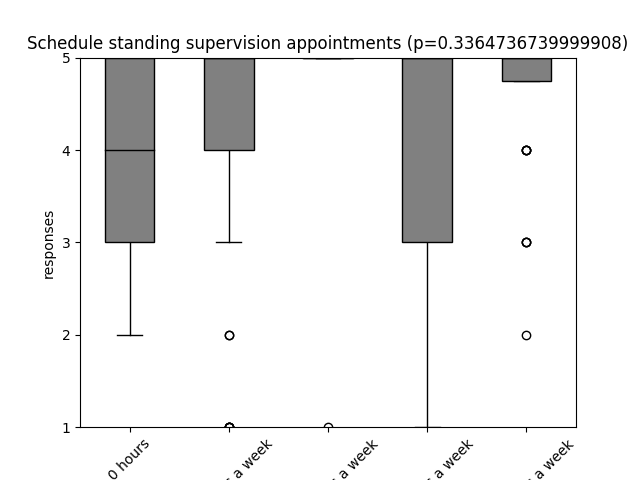 Schedule standing supervision appointments (p=0.3364736739999908)
5
4
3
2
1
responses
0 hours
a week
a week
a week
a week